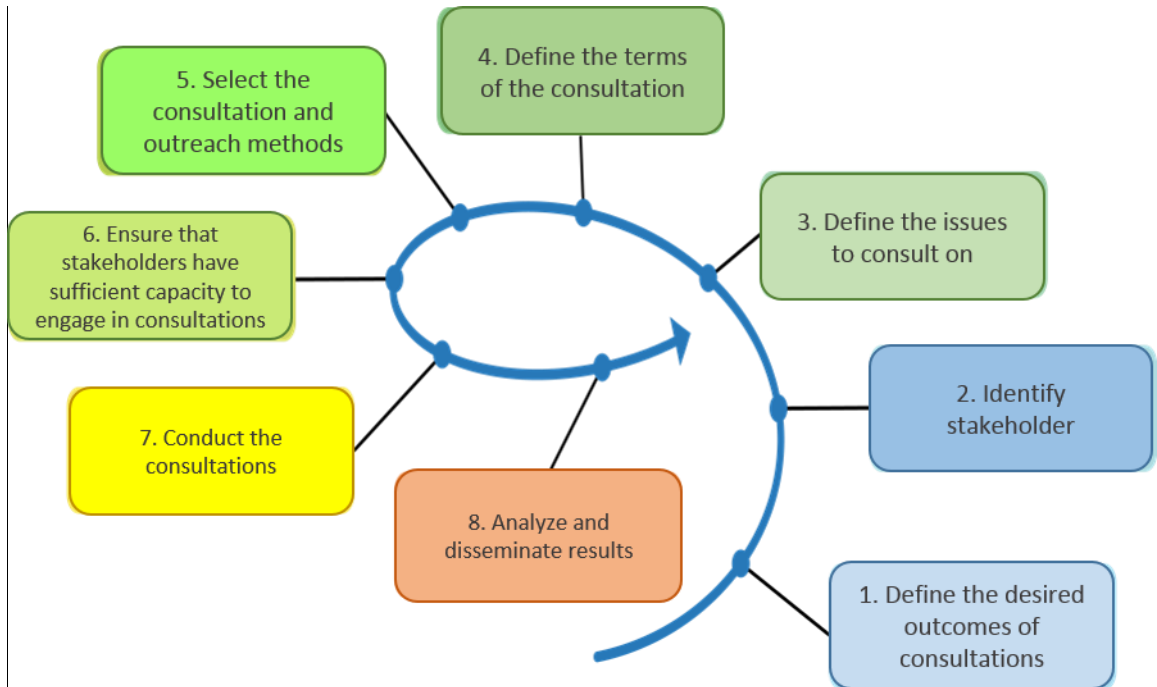 1. Define the desired
outcomes of
consultations
2. Identify
stakeholder
3. Define the issues
to consult on
4. Define the terms
of the consultation
5. Select the
consultation and
outreach methods
6. Ensure that
stakeholders have
sufficient capacity to
engage in consultations
7. Conduct the
consultations
8. Analyze and
disseminate results